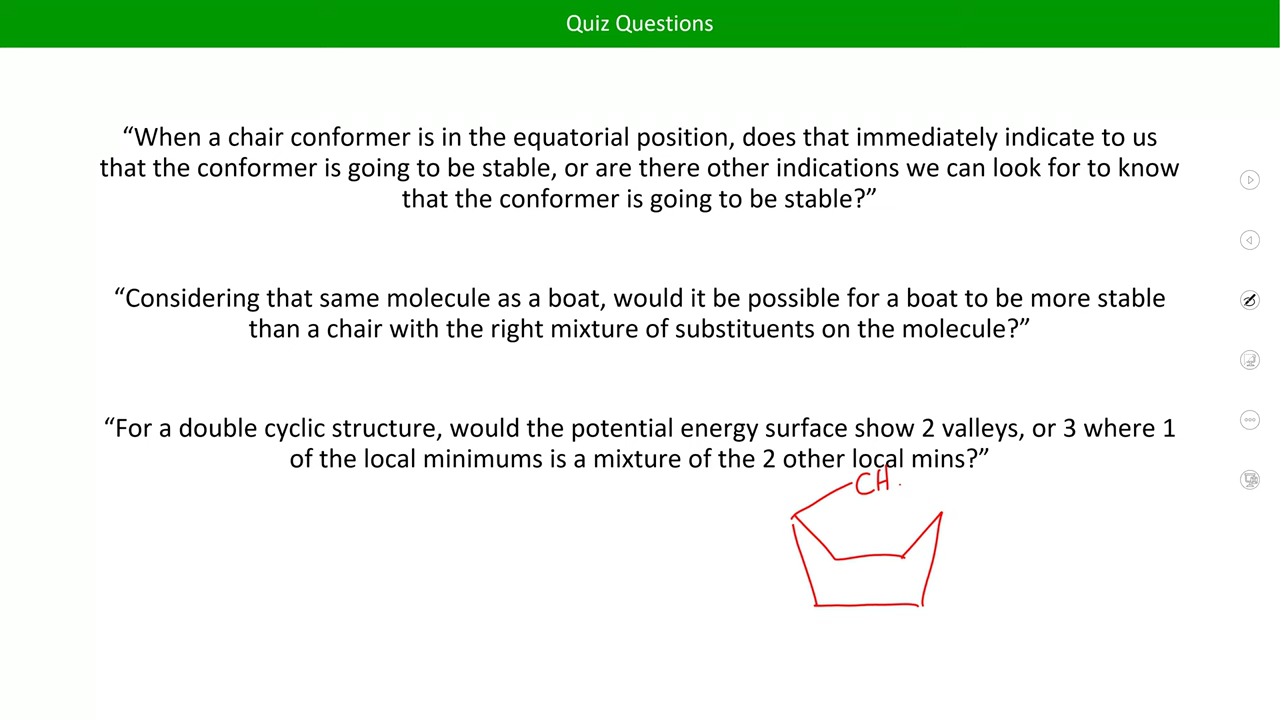 Quiz Questions
“When a chair conformer is in the equatorial position, does that immediately indicate to us
that the conformer is going to be stable, or are there other indications we can look for to know
that the conformer is going to be stable?”
“Considering that same molecule as a boat, would it be possible for a boat to be more stable
than a chair with the right mixture of substituents on the molecule?”
“For a double cyclic structure, would the potential energy surface show 2 valleys, or 3 where 1
of the local minimums is a mixture of the 2 other local mins?”
CH